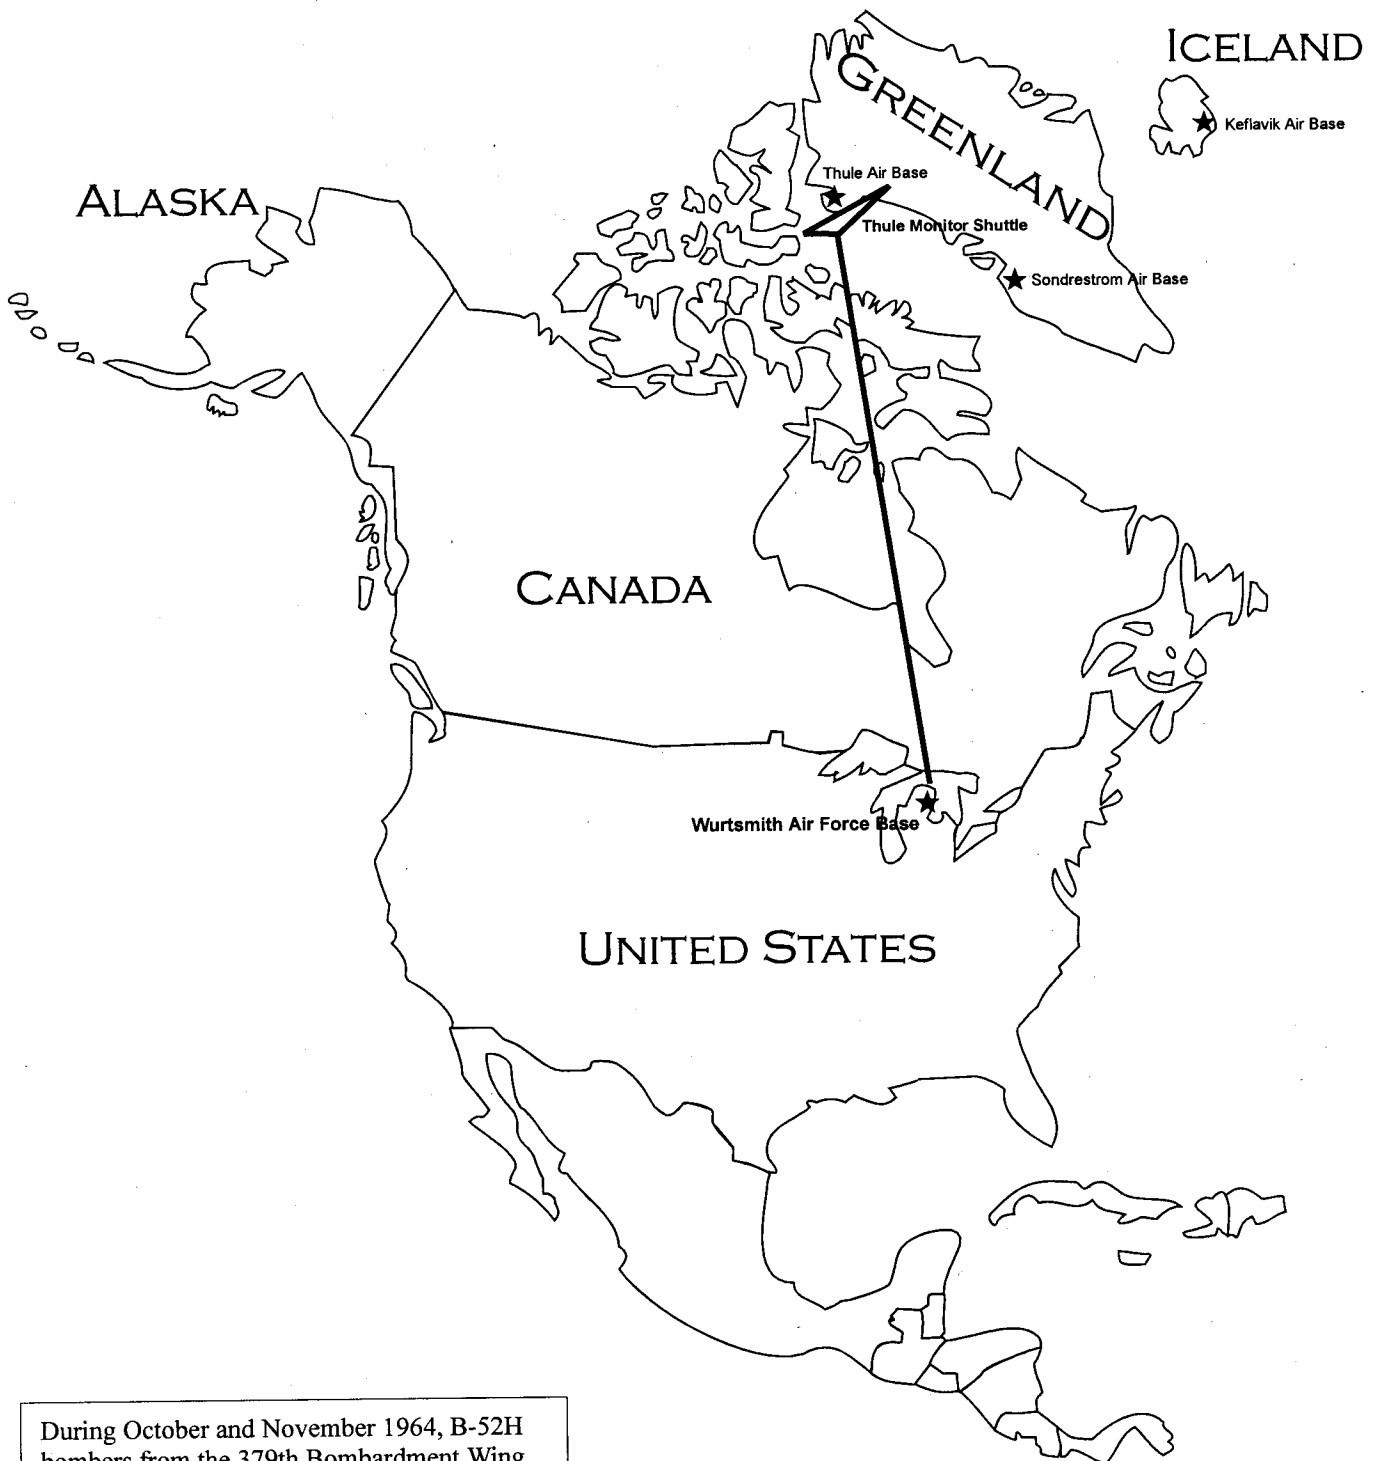 ICELAND
GREENLAND
Keflavik Air Base
Thule Air Base
ALASKA
Thule Monitor Shuttle
Sondrestrom Air Base
CANADA
Wurtsmith Air Force Base
UNITED STATES
During October and November 1964, B-52H
bombers from the 379th Bombardment Wing